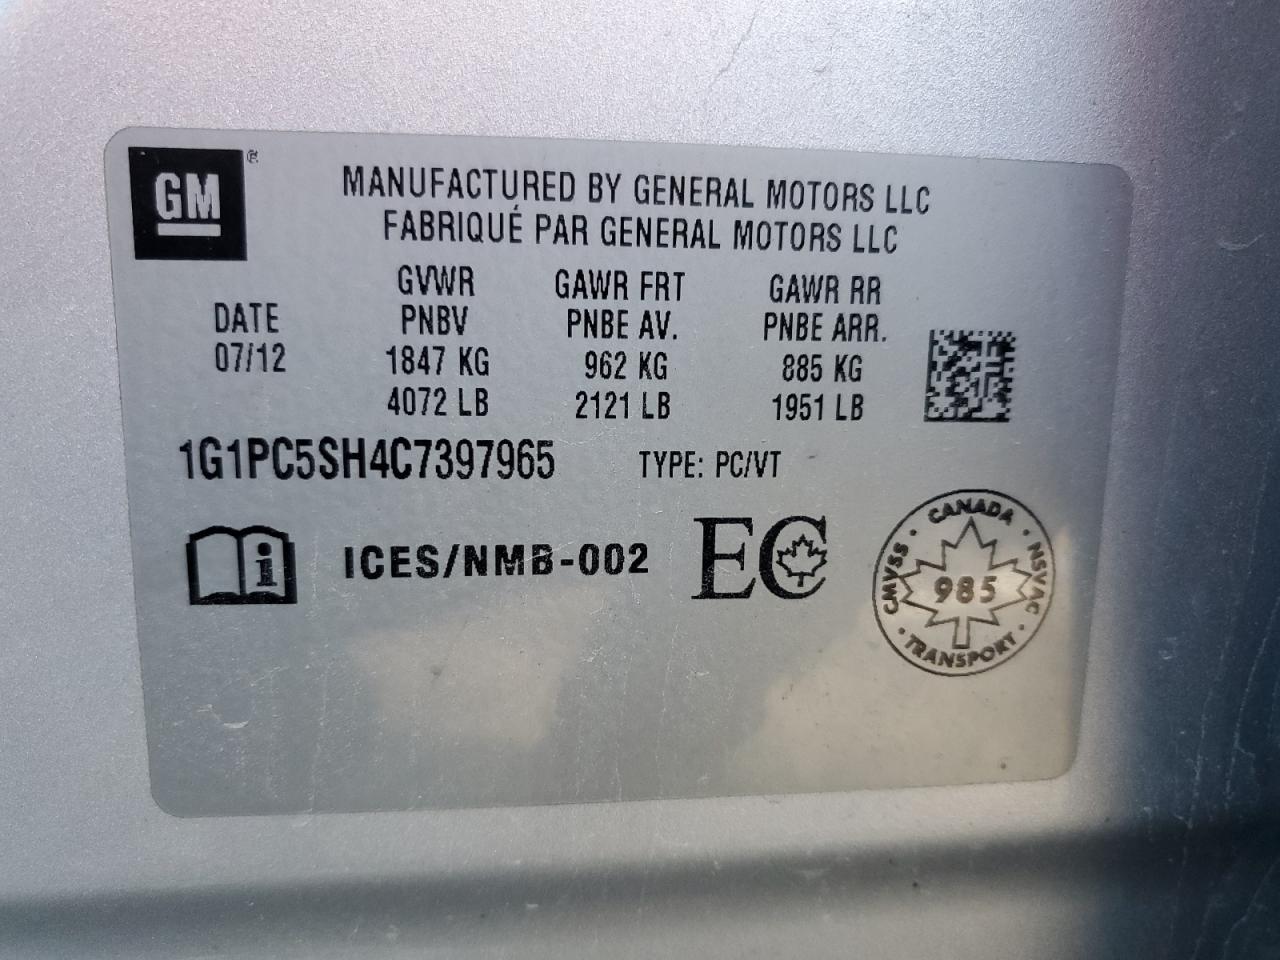 GM
MANUFACTURED BY GENERAL MOTORS LLC
FABRIQUÉ PAR GENERAL MOTORS LLC
GVWR GAWR FRT GAWR RR
DATE PNBV PNBE AV. PNBE ARR.
07/12 1847 KG 962 KG 885 KG
4072 LB 2121 LB 1951 LB
1G1PC5SH4C7397965 TYPE: PC/VT
i ICES/NMB-002 EC
CANADA
CMVSS 985 NSVAC
TRANSPORT